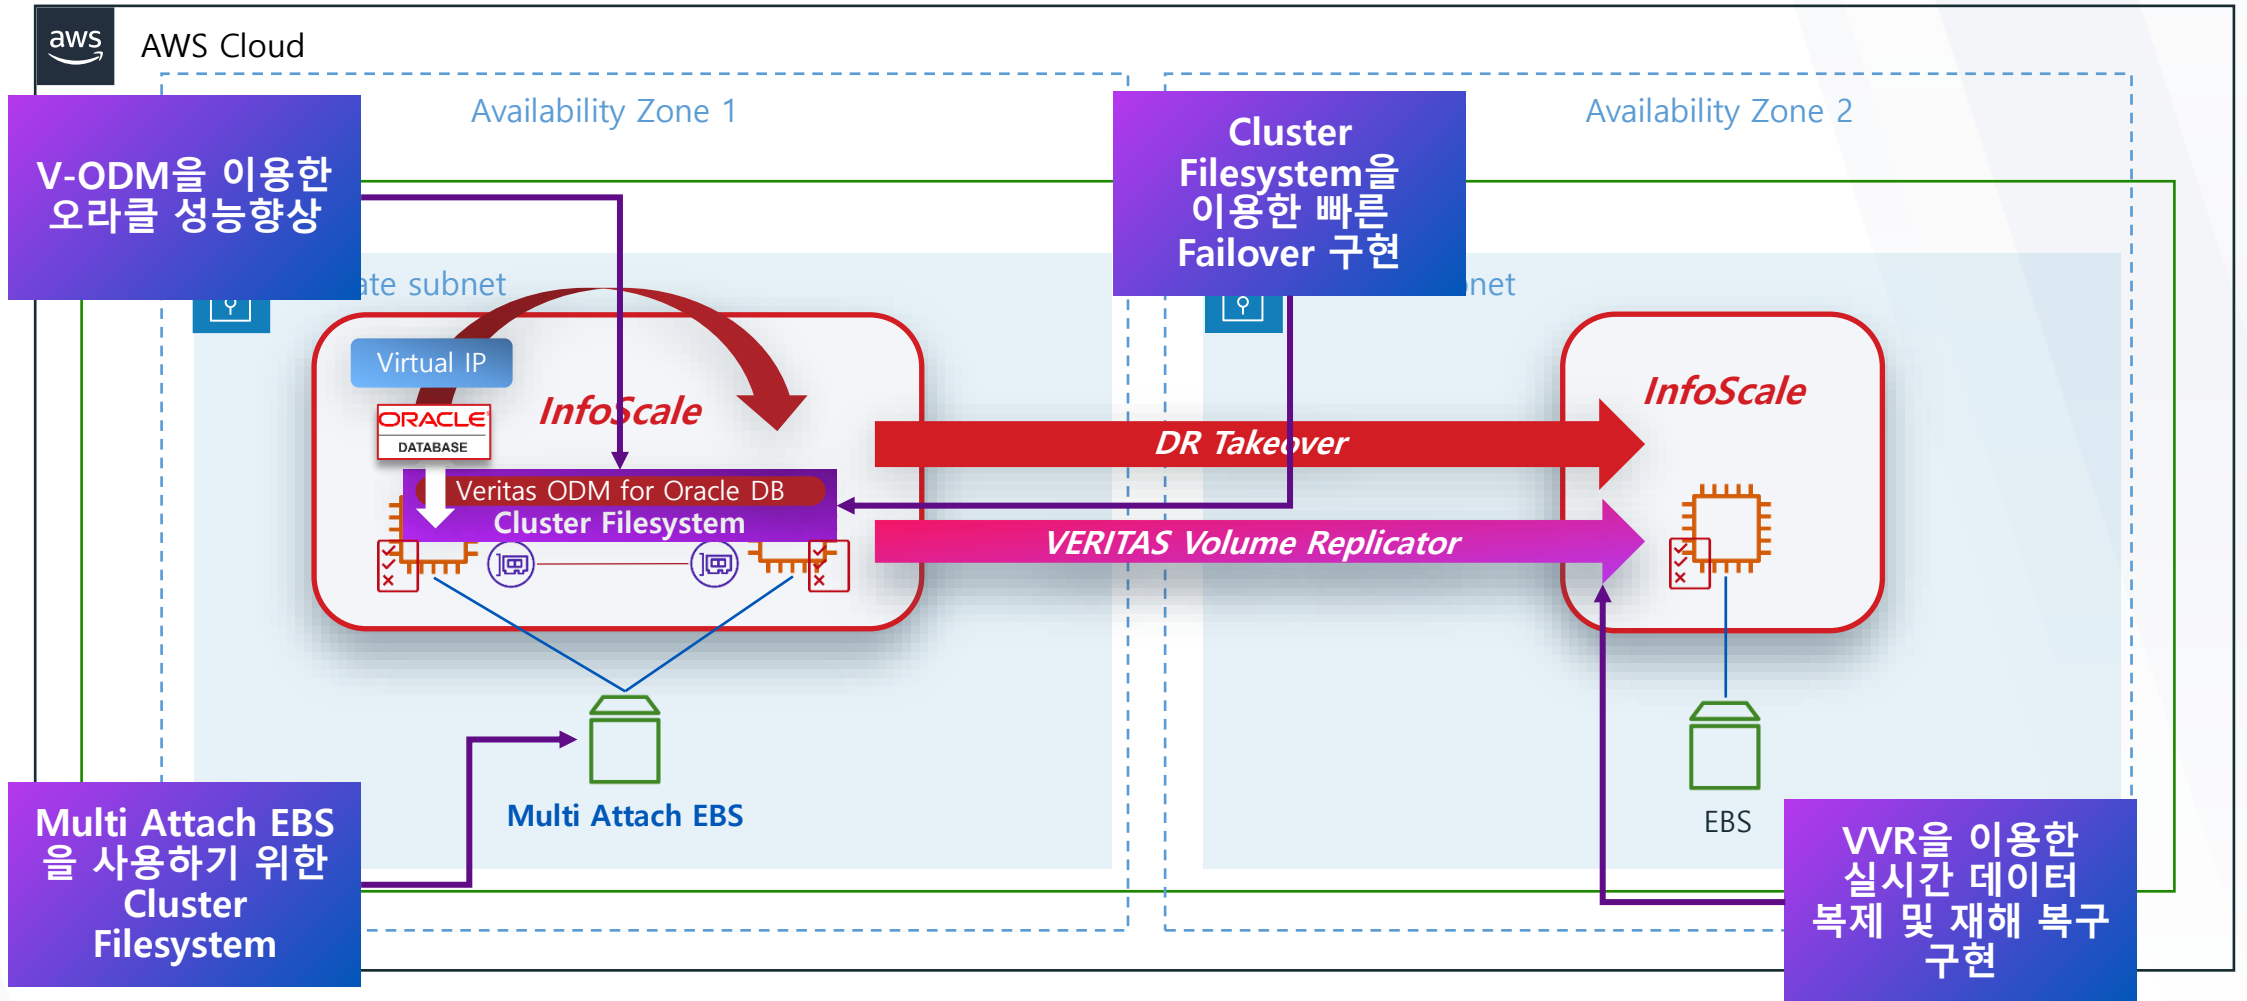 aws
AWS Cloud
Availability Zone 1
Availability Zone 2
V-ODM을 이용한
오라클 성능향상
Cluster
Filesystem을
이용한 빠른
Failover 구현
ate subnet
net
Virtual IP
ORACLE
DATABASE
InfoScale
InfoScale
DR Takeover
Veritas ODM for Oracle DB
Cluster Filesystem
VERITAS Volume Replicator
Multi Attach EBS
EBS
Multi Attach EBS
을 사용하기 위한
Cluster
Filesystem
VVR을 이용한
실시간 데이터
복제 및 재해 복구
구현